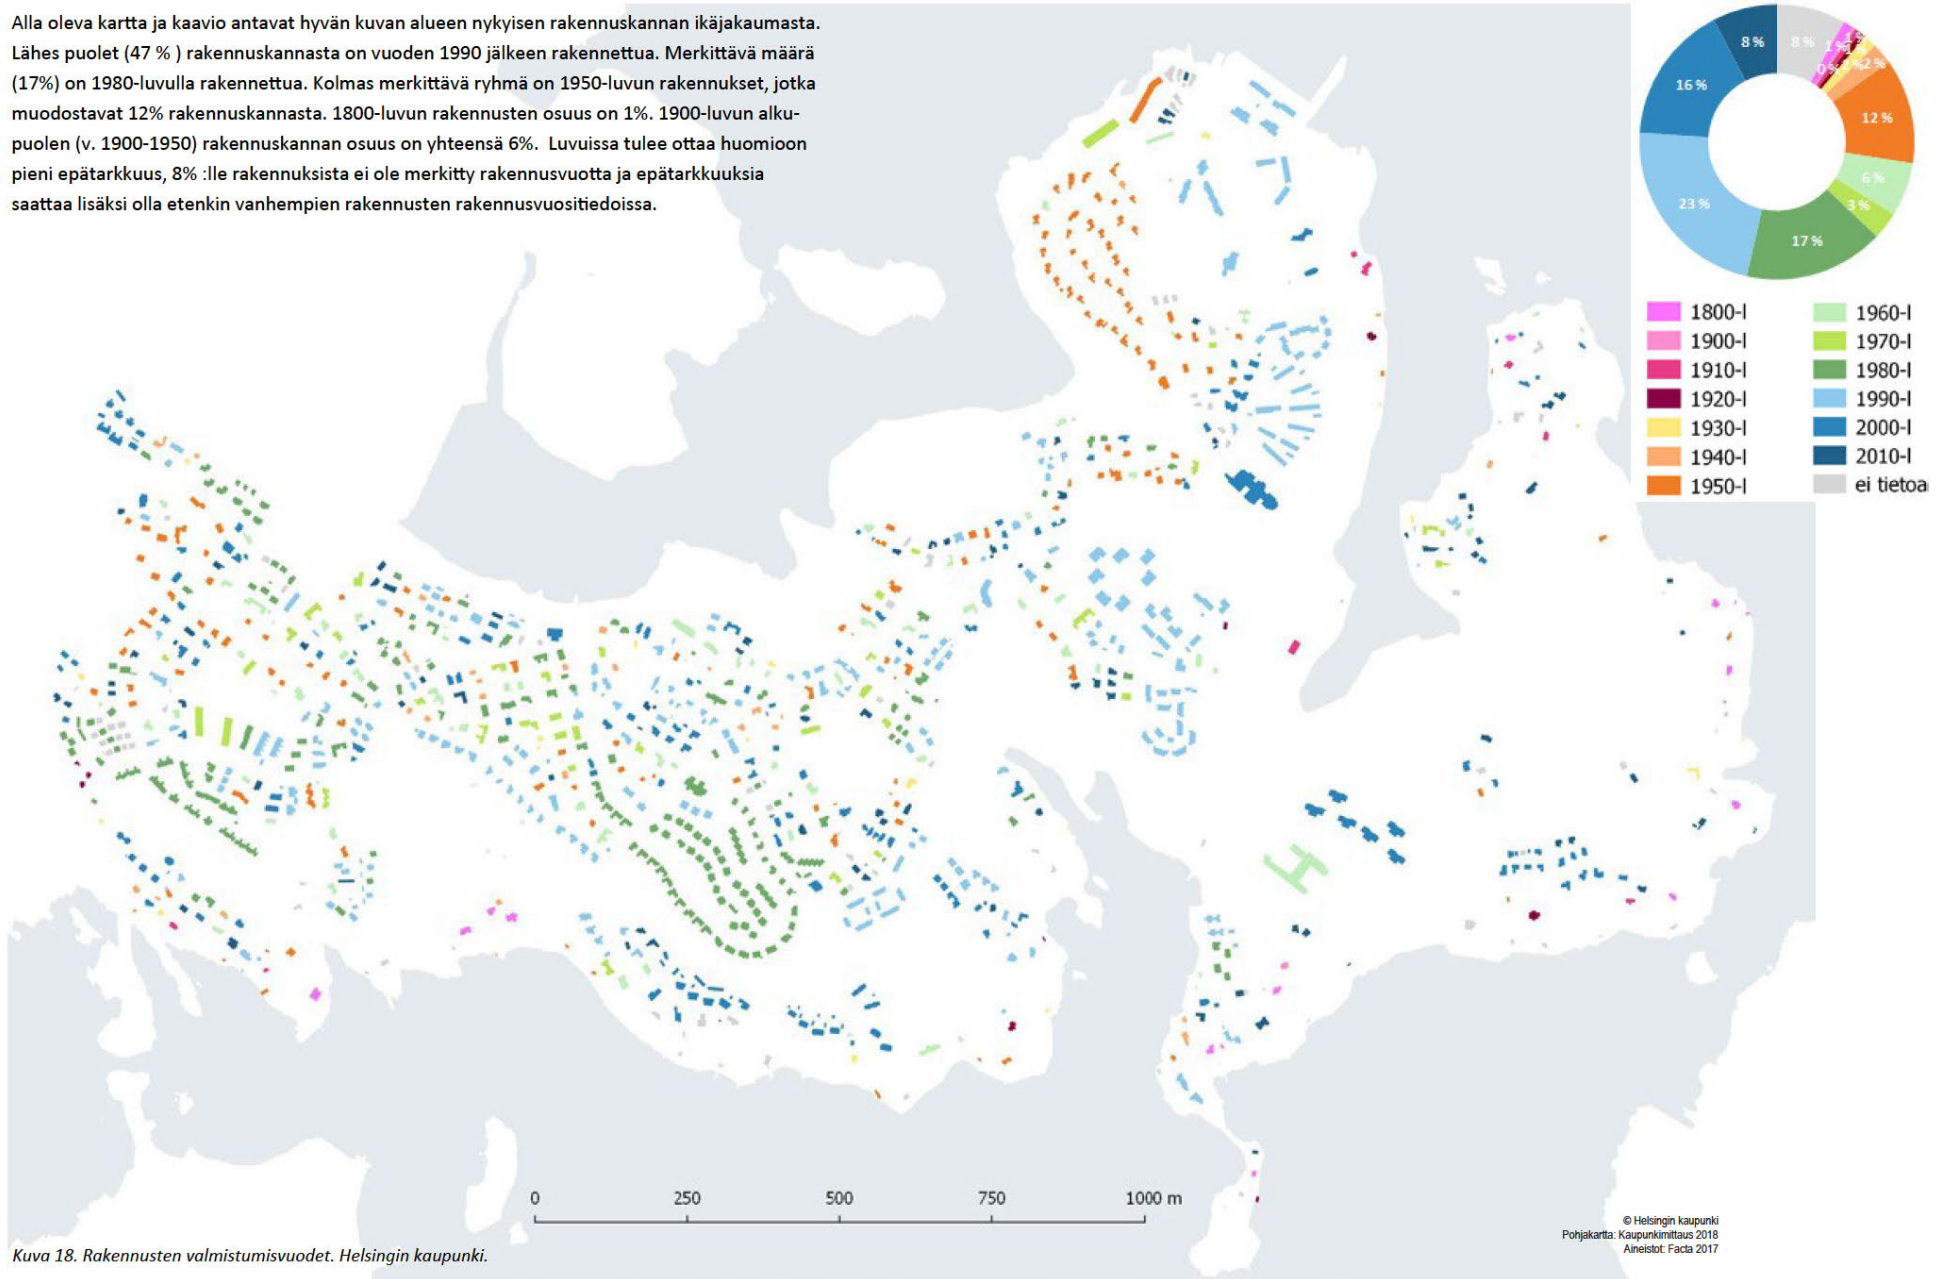 Alla oleva kartta ja kaavio antavat hyvän kuvan alueen nykyisen rakennuskannan ikäjakaumasta.
Lähes puolet (47 % ) rakennuskannasta on vuoden 1990 jälkeen rakennettua. Merkittävä määrä
(17%) on 1980-luvulla rakennettua. Kolmas merkittävä ryhmä on 1950-luvun rakennukset, jotka
muodostavat 12% rakennuskannasta. 1800-luvun rakennusten osuus on 1%. 1900-luvun alku-
puolen (v. 1900-1950) rakennuskannan osuus on yhteensä 6%.  Luvuissa tulee ottaa huomioon
pieni epätarkkuus, 8% :lle rakennuksista ei ole merkitty rakennusvuotta ja epätarkkuuksia
saattaa lisäksi olla etenkin vanhempien rakennusten rakennusvuositiedoissa.
8 %
8 %
1 %
0 %
2 %
16 %
12 %
6 %
3 %
23 %
17 %
1800-l
1900-l
1910-l
1920-l
1930-l
1940-l
1950-l
1960-l
1970-l
1980-l
1990-l
2000-l
2010-l
ei tietoa
0 250 500 750 1000 m
© Helsingin kaupunki
Pohjakartta: Kaupunkimittaus 2018
Aineistot: Facta 2017
Kuva 18. Rakennusten valmistumisvuodet. Helsingin kaupunki.